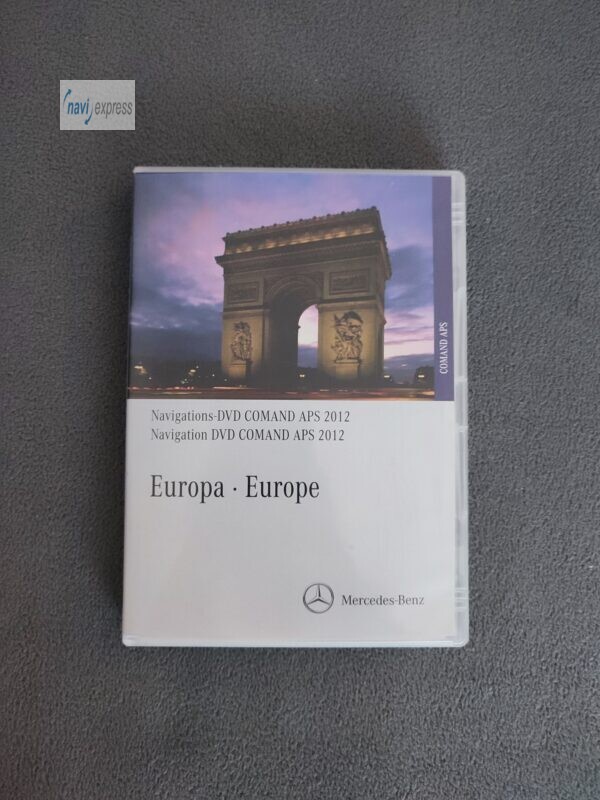 navi express
COMAND APS
Navigations-DVD COMAND APS 2012
Navigation DVD COMAND APS 2012
Europa · Europe
Mercedes-Benz